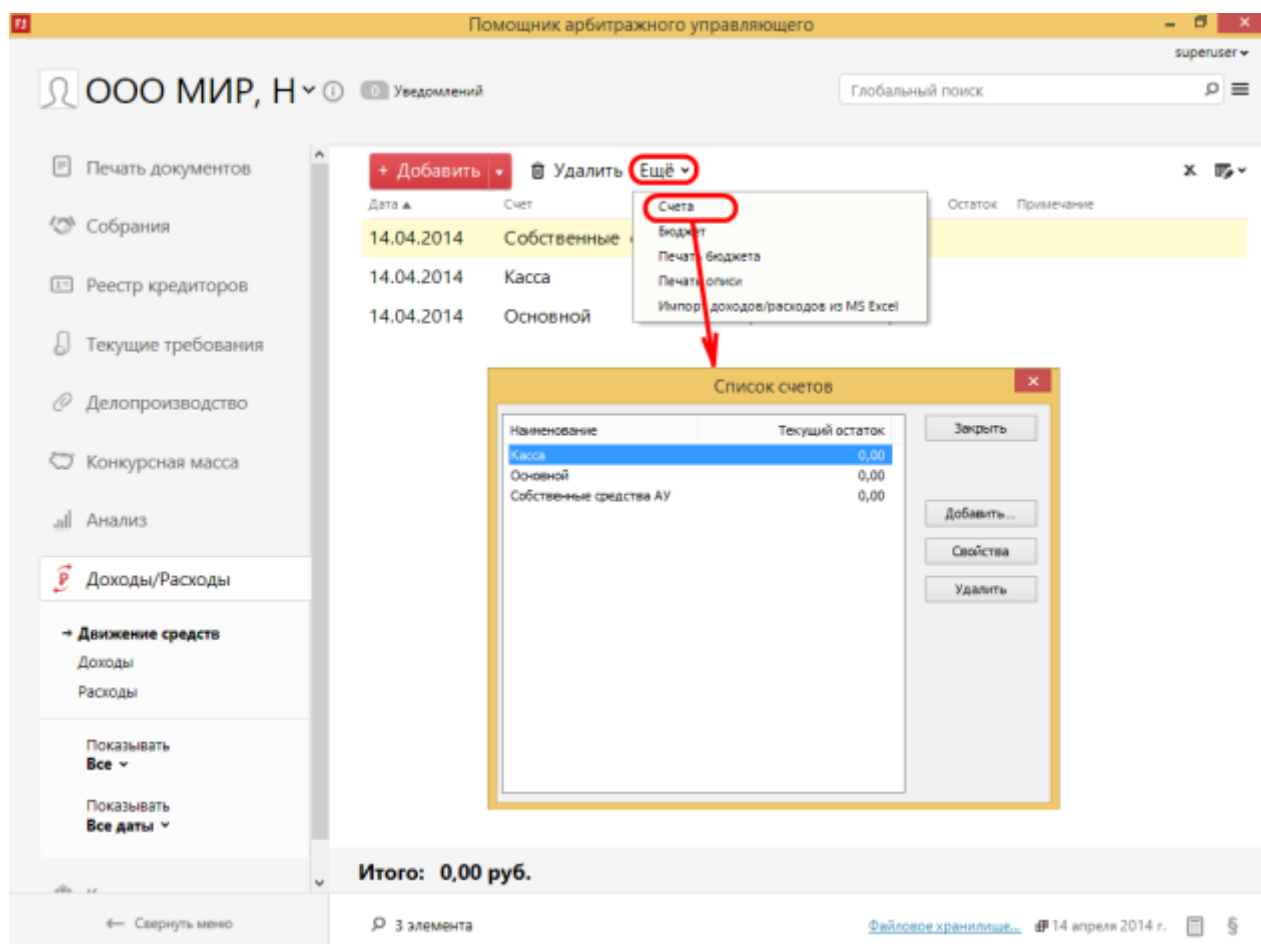 Помощник арбитражного управляющего
superuser
ООО МИР, Н
0 Уведомлений
Глобальный поиск
Печать документов
Собрания
Реестр кредиторов
Текущие требования
Делопроизводство
Конкурсная масса
Анализ
Доходы/Расходы
→ Движение средств
Доходы
Расходы
Показывать
Все
Показывать
Все даты
← Свернуть меню
+ Добавить Удалить Ещё
Дата Счет Остаток Примечание
14.04.2014 Собственные
14.04.2014 Касса
14.04.2014 Основной
Счета
Бюджет
Печать бюджета
Печать описи
Импорт доходов/расходов из MS Excel
Список счетов
Наименование Текущий остаток
Касса 0,00
Основной 0,00
Собственные средства АУ 0,00
Закрыть
Добавить...
Свойства
Удалить
Итого: 0,00 руб.
3 элемента
Файловое хранилище... 14 апреля 2014 г. §